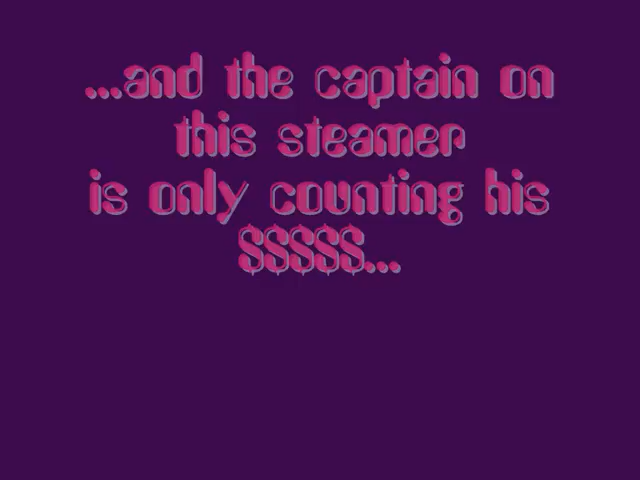 ...and the captain on
this steamer
is only counting his
$$$$$...